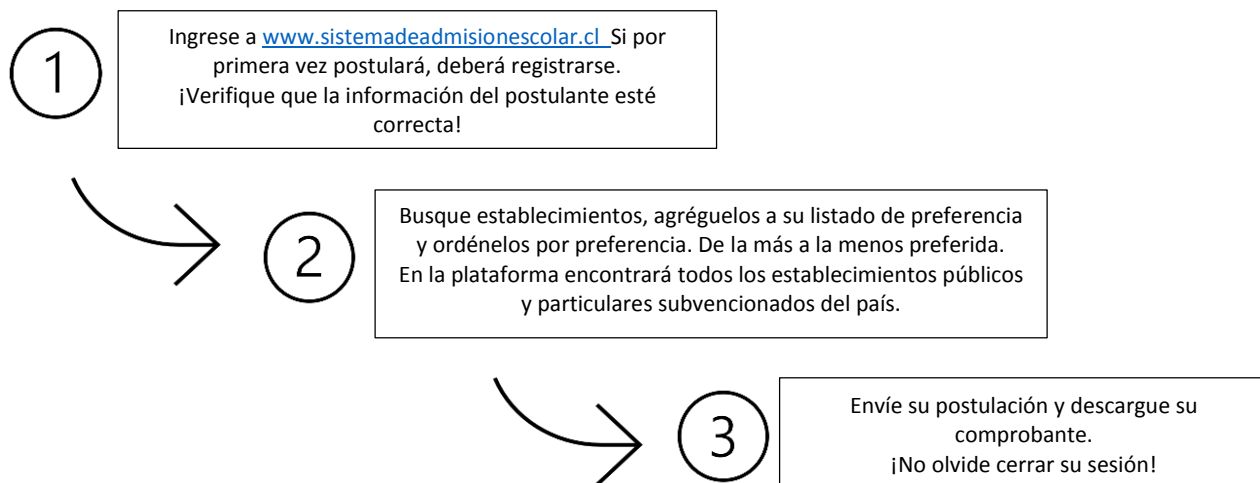 1
Ingrese a www.sistemadeadmisionescolar.cl Si por
primera vez postulará, deberá registrarse.
¡Verifique que la información del postulante esté
correcta!
2
Busque establecimientos, agréguelos a su listado de preferencia
y ordénelos por preferencia. De la más a la menos preferida.
En la plataforma encontrará todos los establecimientos públicos
y particulares subvencionados del país.
3
Envíe su postulación y descargue su
comprobante.
¡No olvide cerrar su sesión!